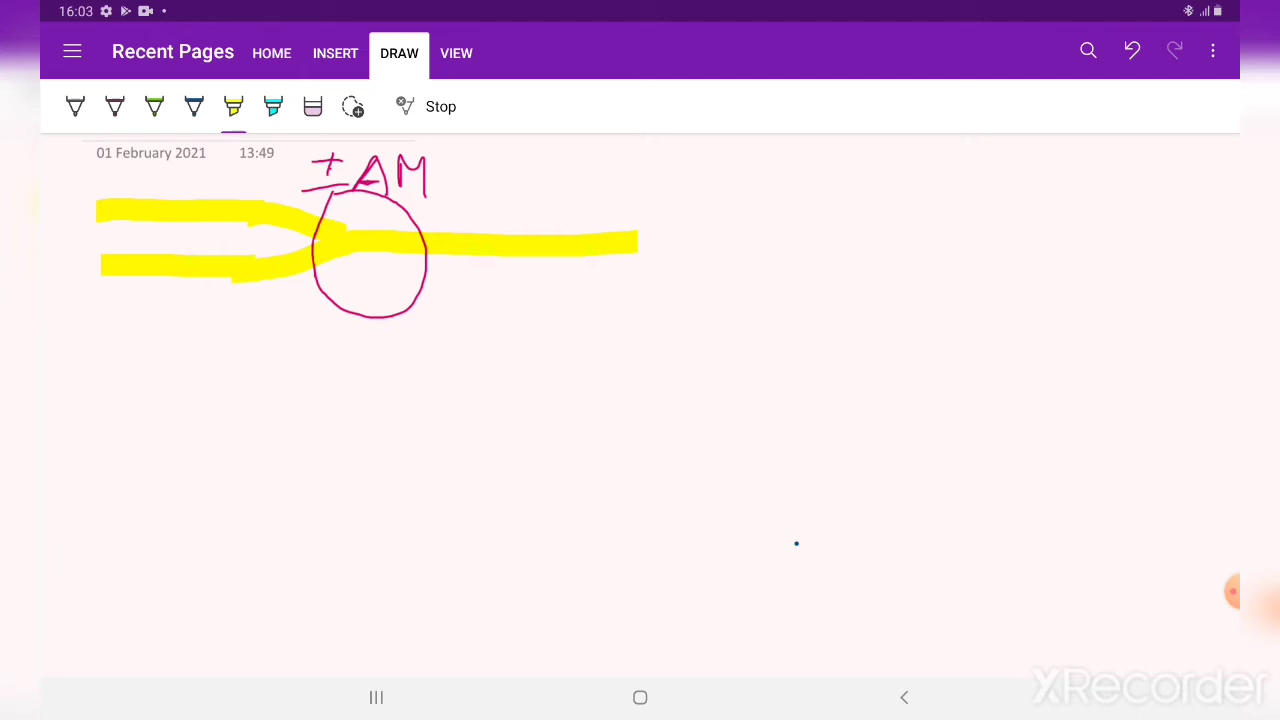 16:03
Recent Pages HOME INSERT DRAW VIEW
Stop
01 February 2021 13:49
± AM
XRecorder